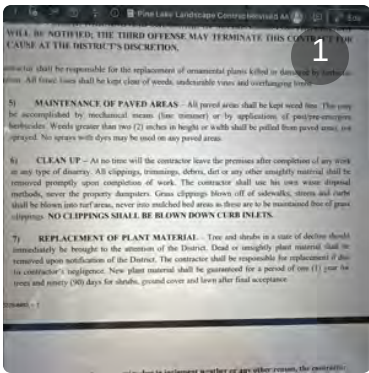 Pine Lake Landscape Contract
WILL BE NOTIFIED; THE THIRD OFFENSE MAY TERMINATE THIS CONTRACT FOR
CAUSE AT THE DISTRICT'S DISCRETION.
1
shall be responsible for the replacement of ornamental plants killed or damaged by
All fence lines shall be kept clear of weeds, undesirable vines and overhanging limbs
5) MAINTENANCE OF PAVED AREAS – All paved areas shall be kept weed free. This may
be accomplished by mechanical means (line trimmer) or by applications of post/pre-emergent
herbicides. Weeds greater than two (2) inches in height or width shall be pulled from paved areas, not
sprayed. No sprays with dyes may be used on any paved areas.
6) CLEAN UP – At no time will the contractor leave the premises after completion of any work
in any type of disarray. All clippings, trimmings, debris, dirt or any other unsightly material shall be
removed promptly upon completion of work. The contractor shall use his own waste disposal
methods, never the property dumpsters. Grass clippings blown off of sidewalks, streets and curbs
shall be blown into turf areas, never into mulched bed areas as these are to be maintained free of grass
clippings. NO CLIPPINGS SHALL BE BLOWN DOWN CURB INLETS.
7) REPLACEMENT OF PLANT MATERIAL – Tree and shrubs in a state of decline should
immediately be brought to the attention of the District. Dead or unsightly plant material shall be
removed upon notification of the District. The contractor shall be responsible for replacement if due
to contractor's negligence. New plant material shall be guaranteed for a period of one (1) year for
trees and ninety (90) days for shrubs, ground cover and lawn after final acceptance.
inclement weather or any other reason, the contractor